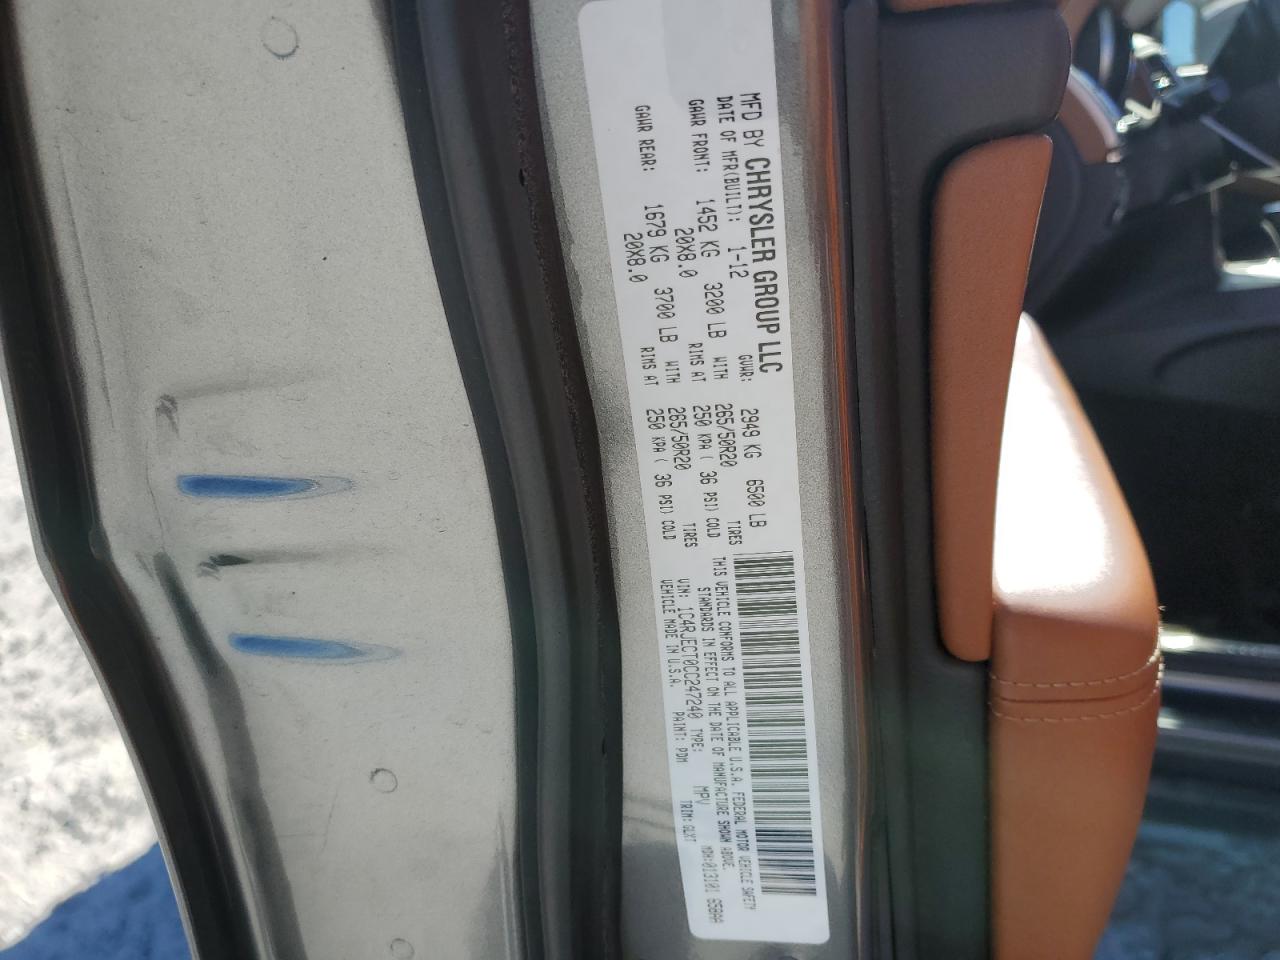 MFD BY CHRYSLER GROUP LLC
DATE OF MFR(BUILT): 1-12 GVWR: 2949 KG 6500 LB
GAWR FRONT: 1452 KG 3200 LB WITH 265/50R20 TIRES
20X8.0 RIMS AT 250 KPA( 36 PSI) COLD
GAWR REAR: 1679 KG 3700 LB WITH 265/50R20 TIRES
20X8.0 RIMS AT 250 KPA( 36 PSI) COLD
THIS VEHICLE CONFORMS TO ALL APPLICABLE U.S.A. FEDERAL MOTOR VEHICLE SAFETY
STANDARDS IN EFFECT ON THE DATE OF MANUFACTURE SHOWN ABOVE.
VIN: 1C4RJECT0CC247240 TYPE: MPV MDH:013101 658AA
VEHICLE MADE IN U.S.A. PAINT: PDM TRIM: